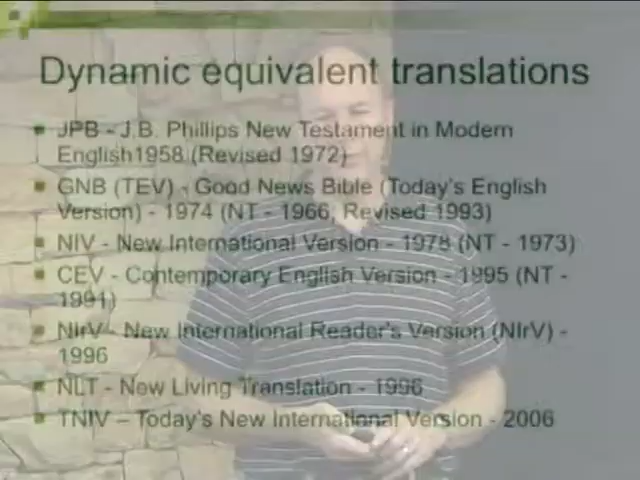 Dynamic equivalent translations
JPB - J.B. Phillips New Testament in Modern
English1958 (Revised 1972)
GNB (TEV) - Good News Bible (Today's English
Version) - 1974 (NT - 1966, Revised 1993)
NIV - New International Version - 1978 (NT - 1973)
CEV - Contemporary English Version - 1995 (NT -
1991)
NIrV - New International Reader's Version (NIrV) -
1996
NLT - New Living Translation - 1996
TNIV – Today's New International Version - 2006